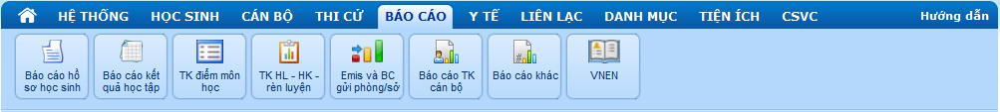 HỆ THỐNG HỌC SINH CÁN BỘ THI CỬ BÁO CÁO Y TẾ LIÊN LẠC DANH MỤC TIỆN ÍCH CSVC Hướng dẫn
Báo cáo hồ sơ học sinh
Báo cáo kết quả học tập
TK điểm môn học
TK HL - HK - rèn luyện
Emis và BC gửi phòng/sở
Báo cáo TK cán bộ
Báo cáo khác
VNEN